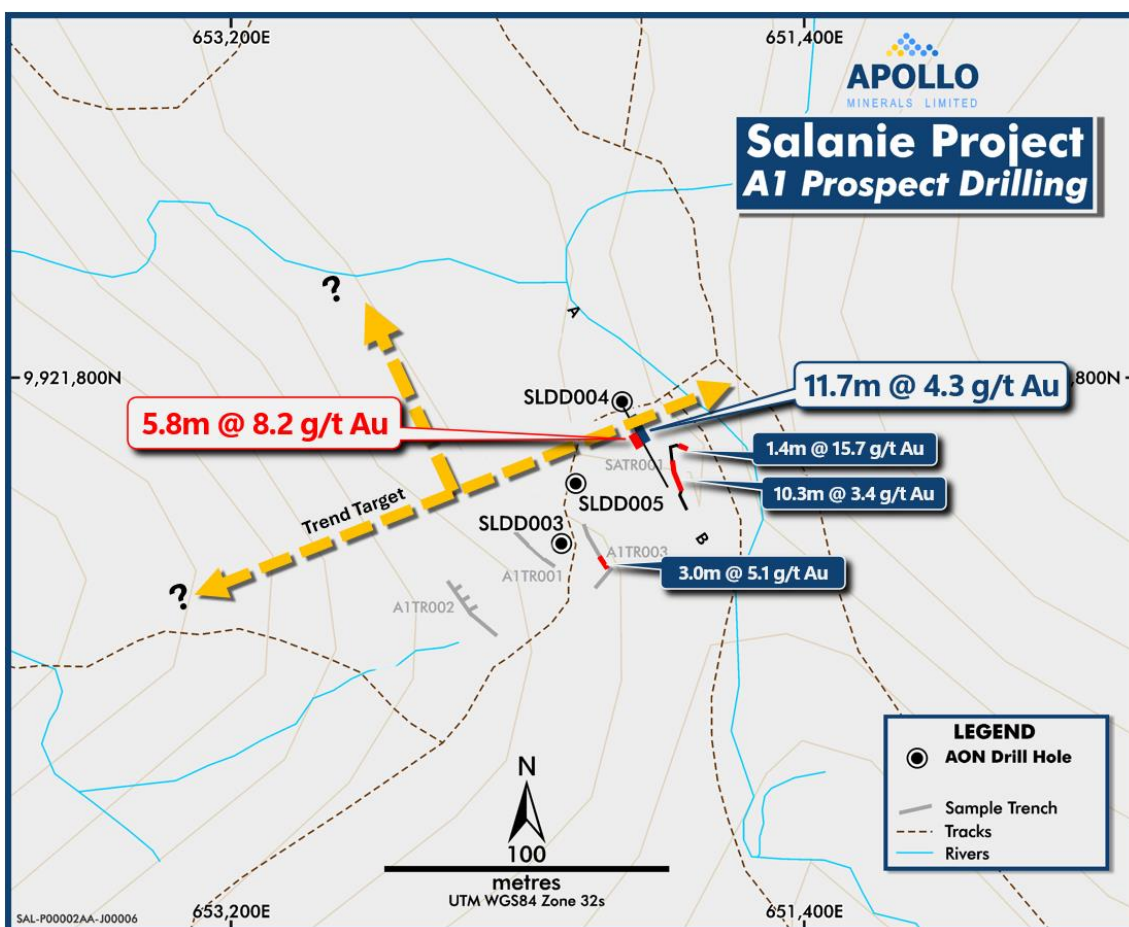 653,200E
651,400E
APOLLO
MINERALS LIMITED
Salanie Project
A1 Prospect Drilling
?
A
9,921,800N
800N
SLDD004
11.7m @ 4.3 g/t Au
5.8m @ 8.2 g/t Au
1.4m @ 15.7 g/t Au
SATR001
10.3m @ 3.4 g/t Au
SLDD005
Trend Target
SLDD003
B
A1TR003
A1TR001
3.0m @ 5.1 g/t Au
?
A1TR002
LEGEND
AON Drill Hole
Sample Trench
Tracks
Rivers
N
100
metres
UTM WGS84 Zone 32s
SAL-P00002AA-J00006
653,200E
651,400E